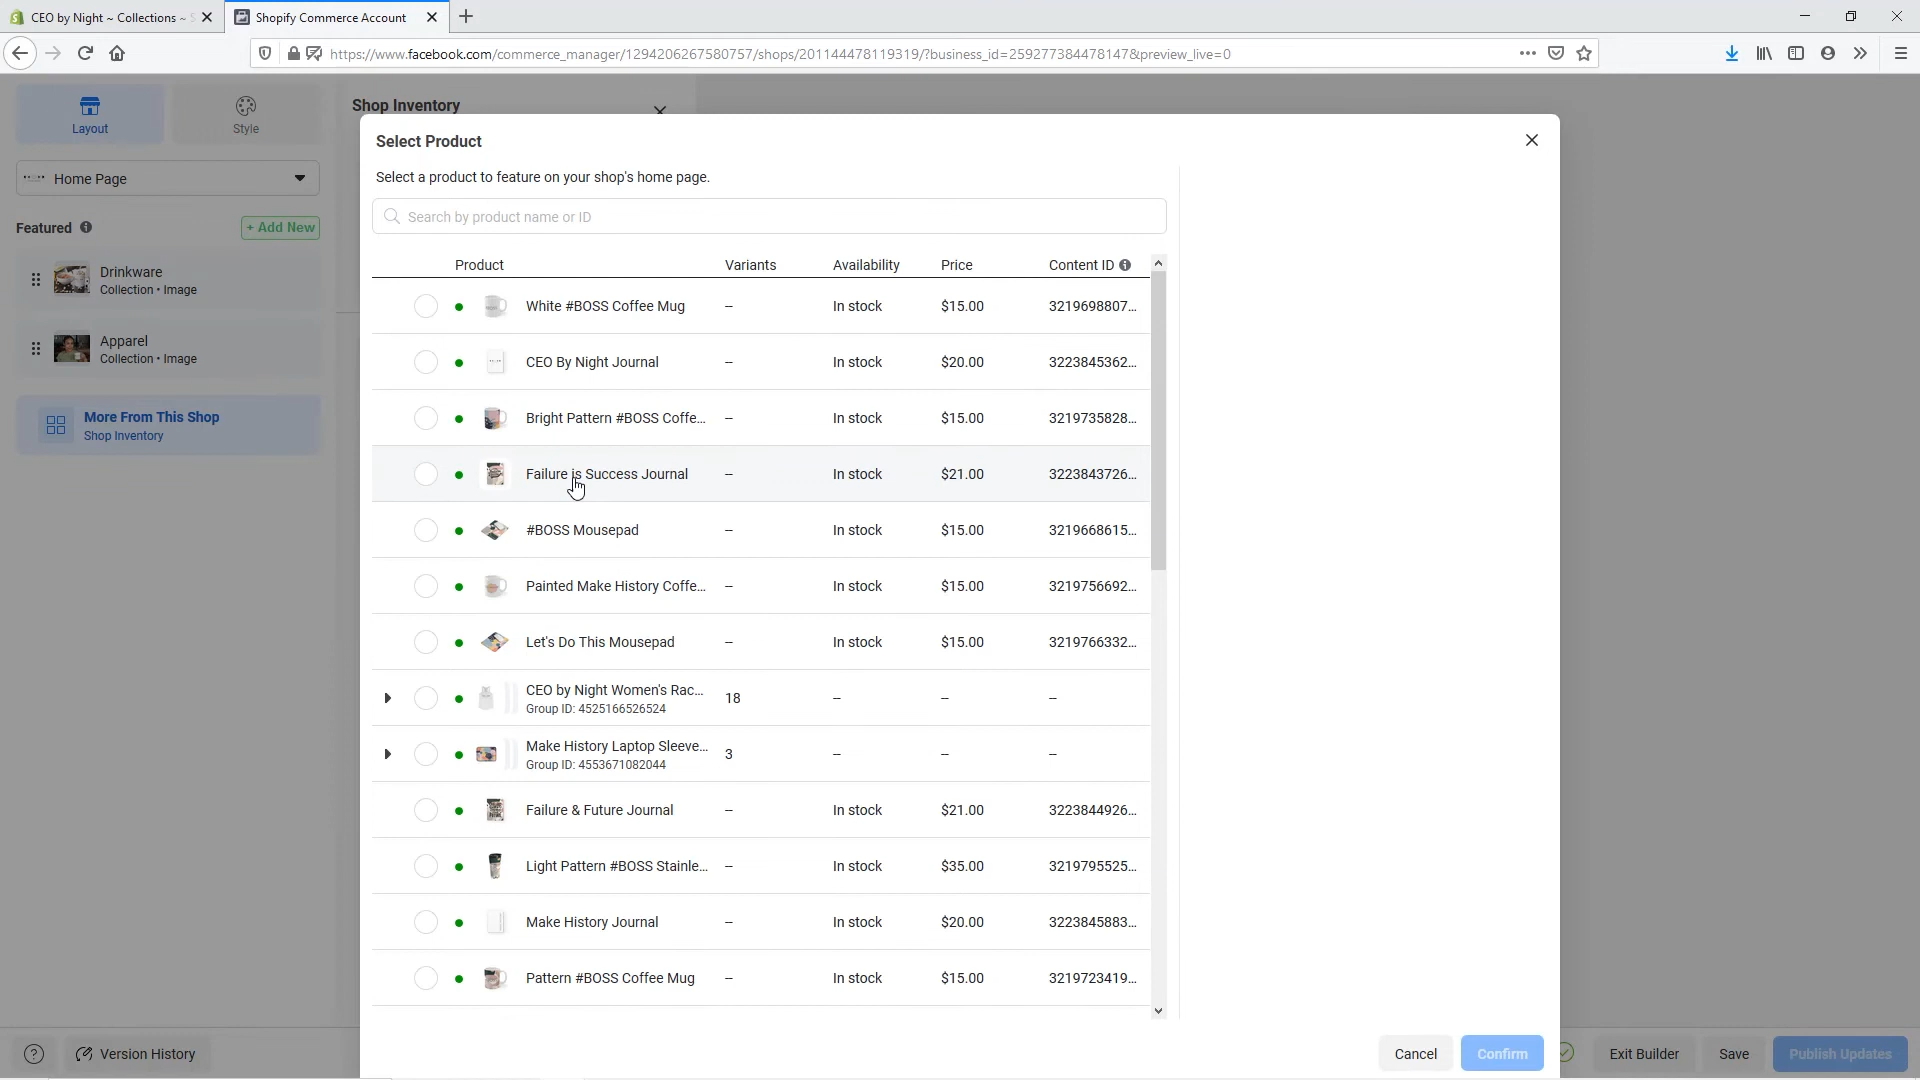 CEO by Night ~ Collections ~ S
Shopify Commerce Account
https://www.facebook.com/commerce_manager/1294206267580757/shops/201144478119319/?business_id=259277384478147&preview_live=0
Layout
Style
Shop Inventory
Home Page
Featured
+ Add New
Drinkware
Collection • Image
Apparel
Collection • Image
More From This Shop
Shop Inventory
Select Product
Select a product to feature on your shop's home page.
Search by product name or ID
Product Variants Availability Price Content ID
White #BOSS Coffee Mug -- In stock $15.00 3219698807...
CEO By Night Journal -- In stock $20.00 3223845362...
Bright Pattern #BOSS Coffe... -- In stock $15.00 3219735828...
Failure is Success Journal -- In stock $21.00 3223843726...
#BOSS Mousepad -- In stock $15.00 3219668615...
Painted Make History Coffe... -- In stock $15.00 3219756692...
Let's Do This Mousepad -- In stock $15.00 3219766332...
CEO by Night Women's Rac... 18 -- -- --
Group ID: 4525166526524
Make History Laptop Sleeve... 3 -- -- --
Group ID: 4553671082044
Failure & Future Journal -- In stock $21.00 3223844926...
Light Pattern #BOSS Stainle... -- In stock $35.00 3219795525...
Make History Journal -- In stock $20.00 3223845883...
Pattern #BOSS Coffee Mug -- In stock $15.00 3219723419...
Cancel
Confirm
Version History
Exit Builder
Save
Publish Updates